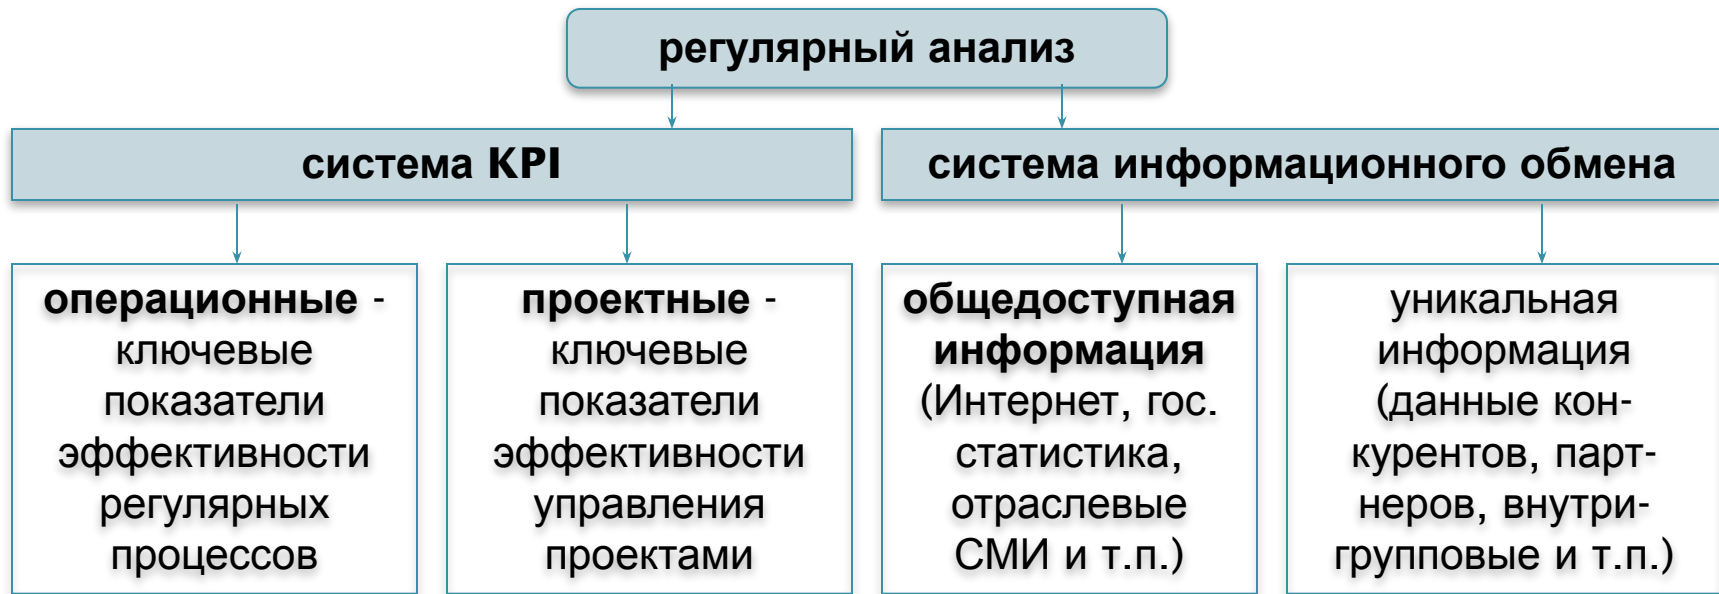 регулярный анализ
система KPI
система информационного обмена
операционные -
ключевые
показатели
эффективности
регулярных
процессов
проектные -
ключевые
показатели
эффективности
управления
проектами
общедоступная
информация
(Интернет, гос.
статистика,
отраслевые
СМИ и т.п.)
уникальная
информация
(данные кон-
курентов, парт-
неров, внутри-
групповые и т.п.)